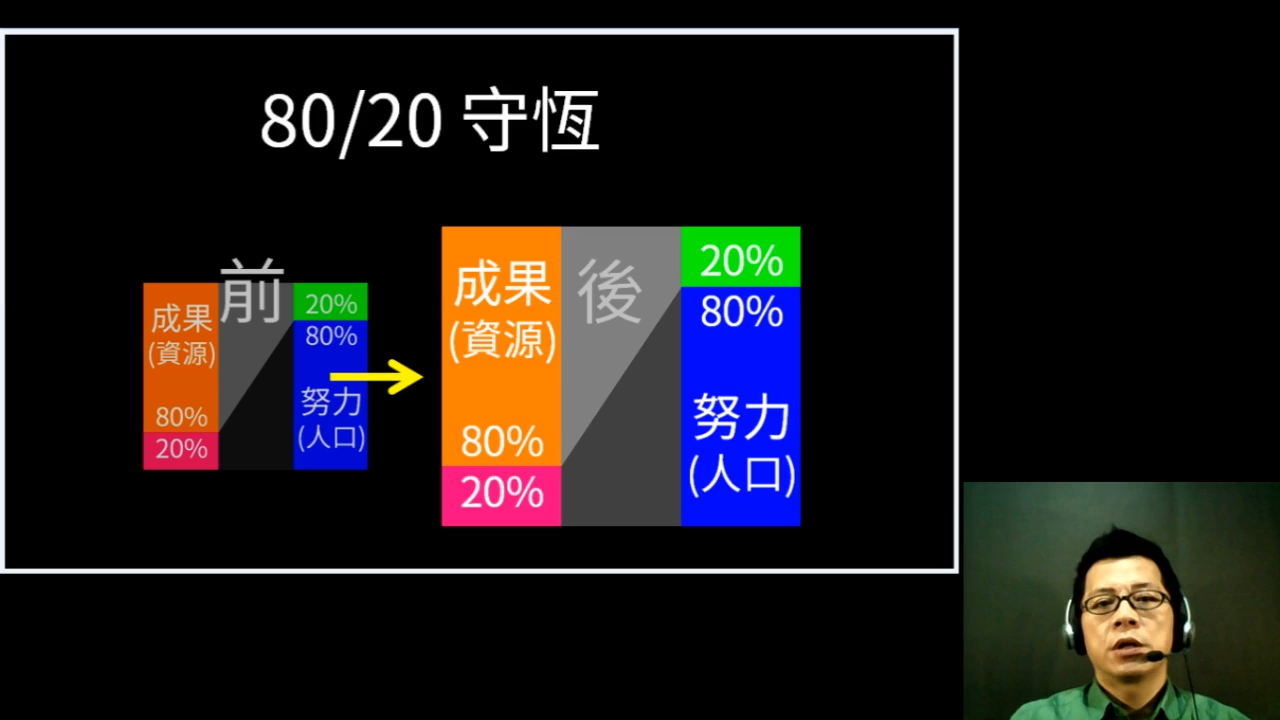 80/20 守恆
前
成果
(資源)
80%
20%
20%
80%
努力
(人口)
後
成果
(資源)
80%
20%
20%
80%
努力
(人口)